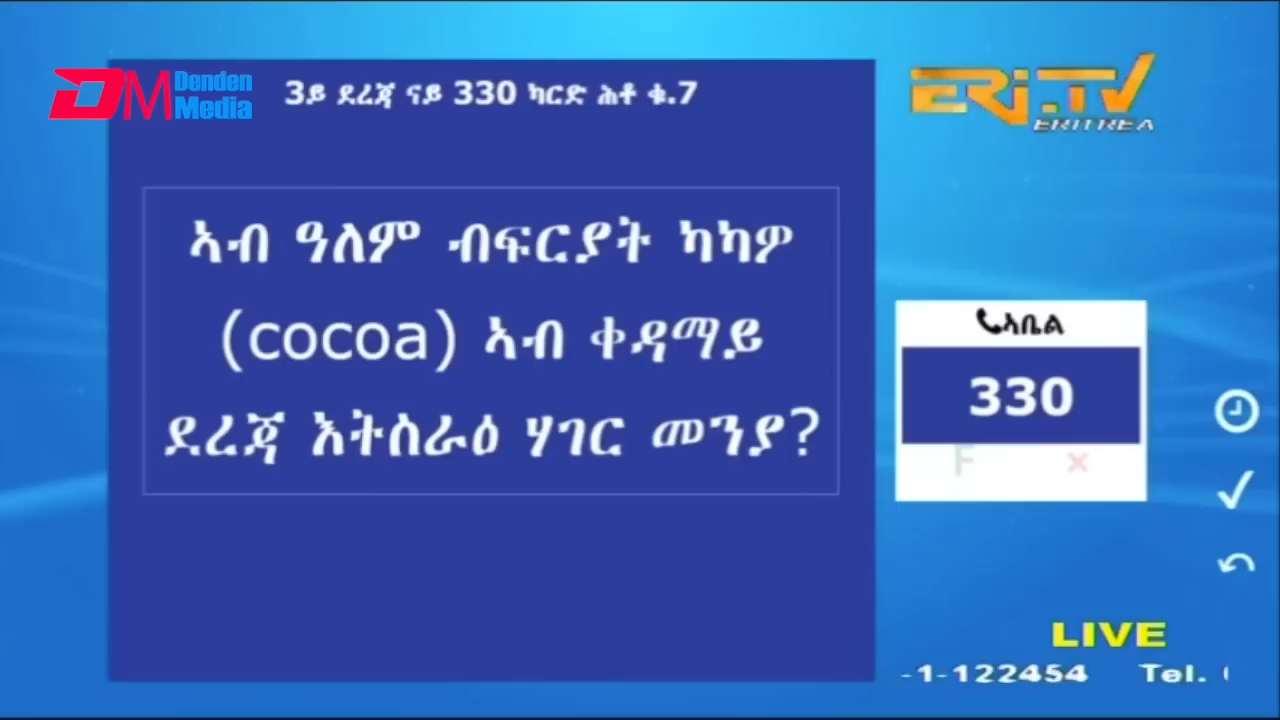 Denden
Media
3ይ ደረጃ ናይ 330 ካርድ ሕቶ ቁ.7
ERi.TV
ERITREA
ኣብ ዓለም ብፍርያት ካካዎ
(cocoa) ኣብ ቀዳማይ
ደረጃ እትስራዕ ሃገር መንያ?
ኣቤል
330
F ×
LIVE
-1-122454 Tel.